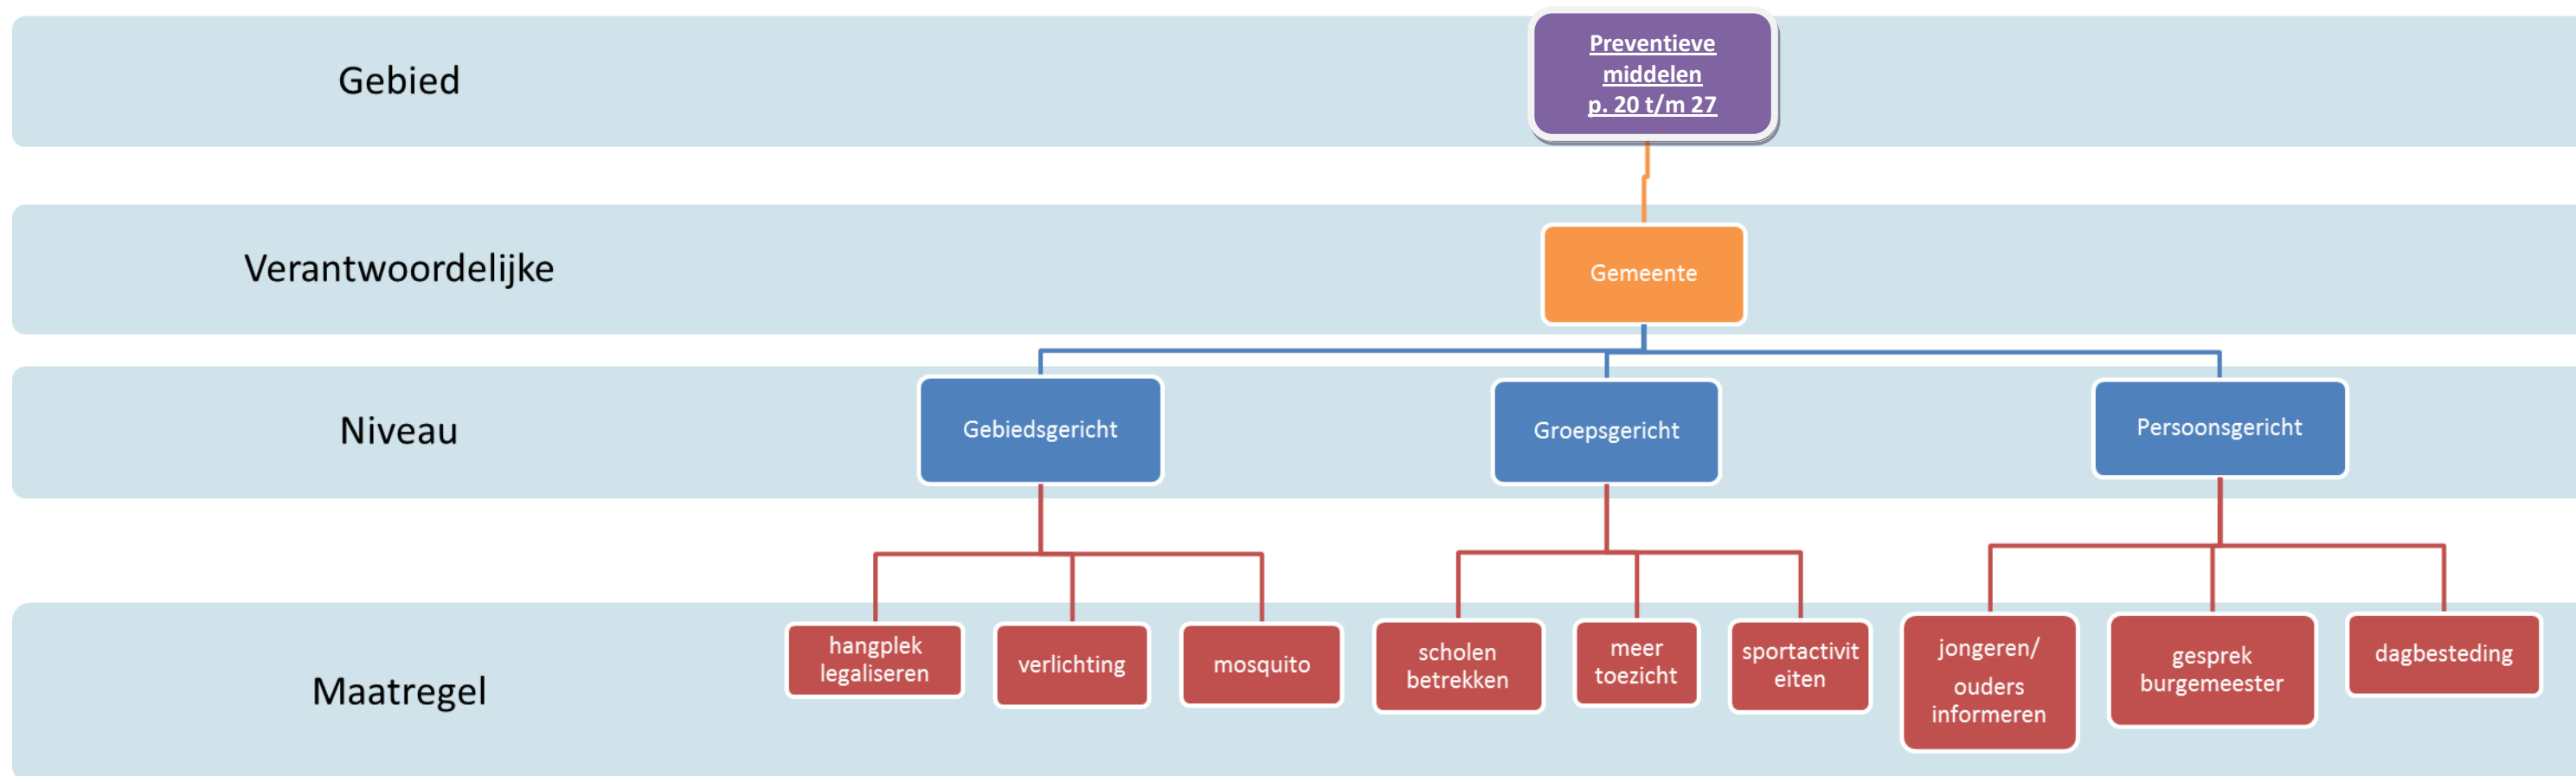 Gebied
Preventieve
middelen
p. 20 t/m 27
Verantwoordelijke
Gemeente
Niveau
Gebiedsgericht
Groepsgericht
Persoonsgericht
Maatregel
hangplek
legaliseren
verlichting
mosquito
scholen
betrekken
meer
toezicht
sportactivit
eiten
jongeren/
ouders
informeren
gesprek
burgemeester
dagbesteding